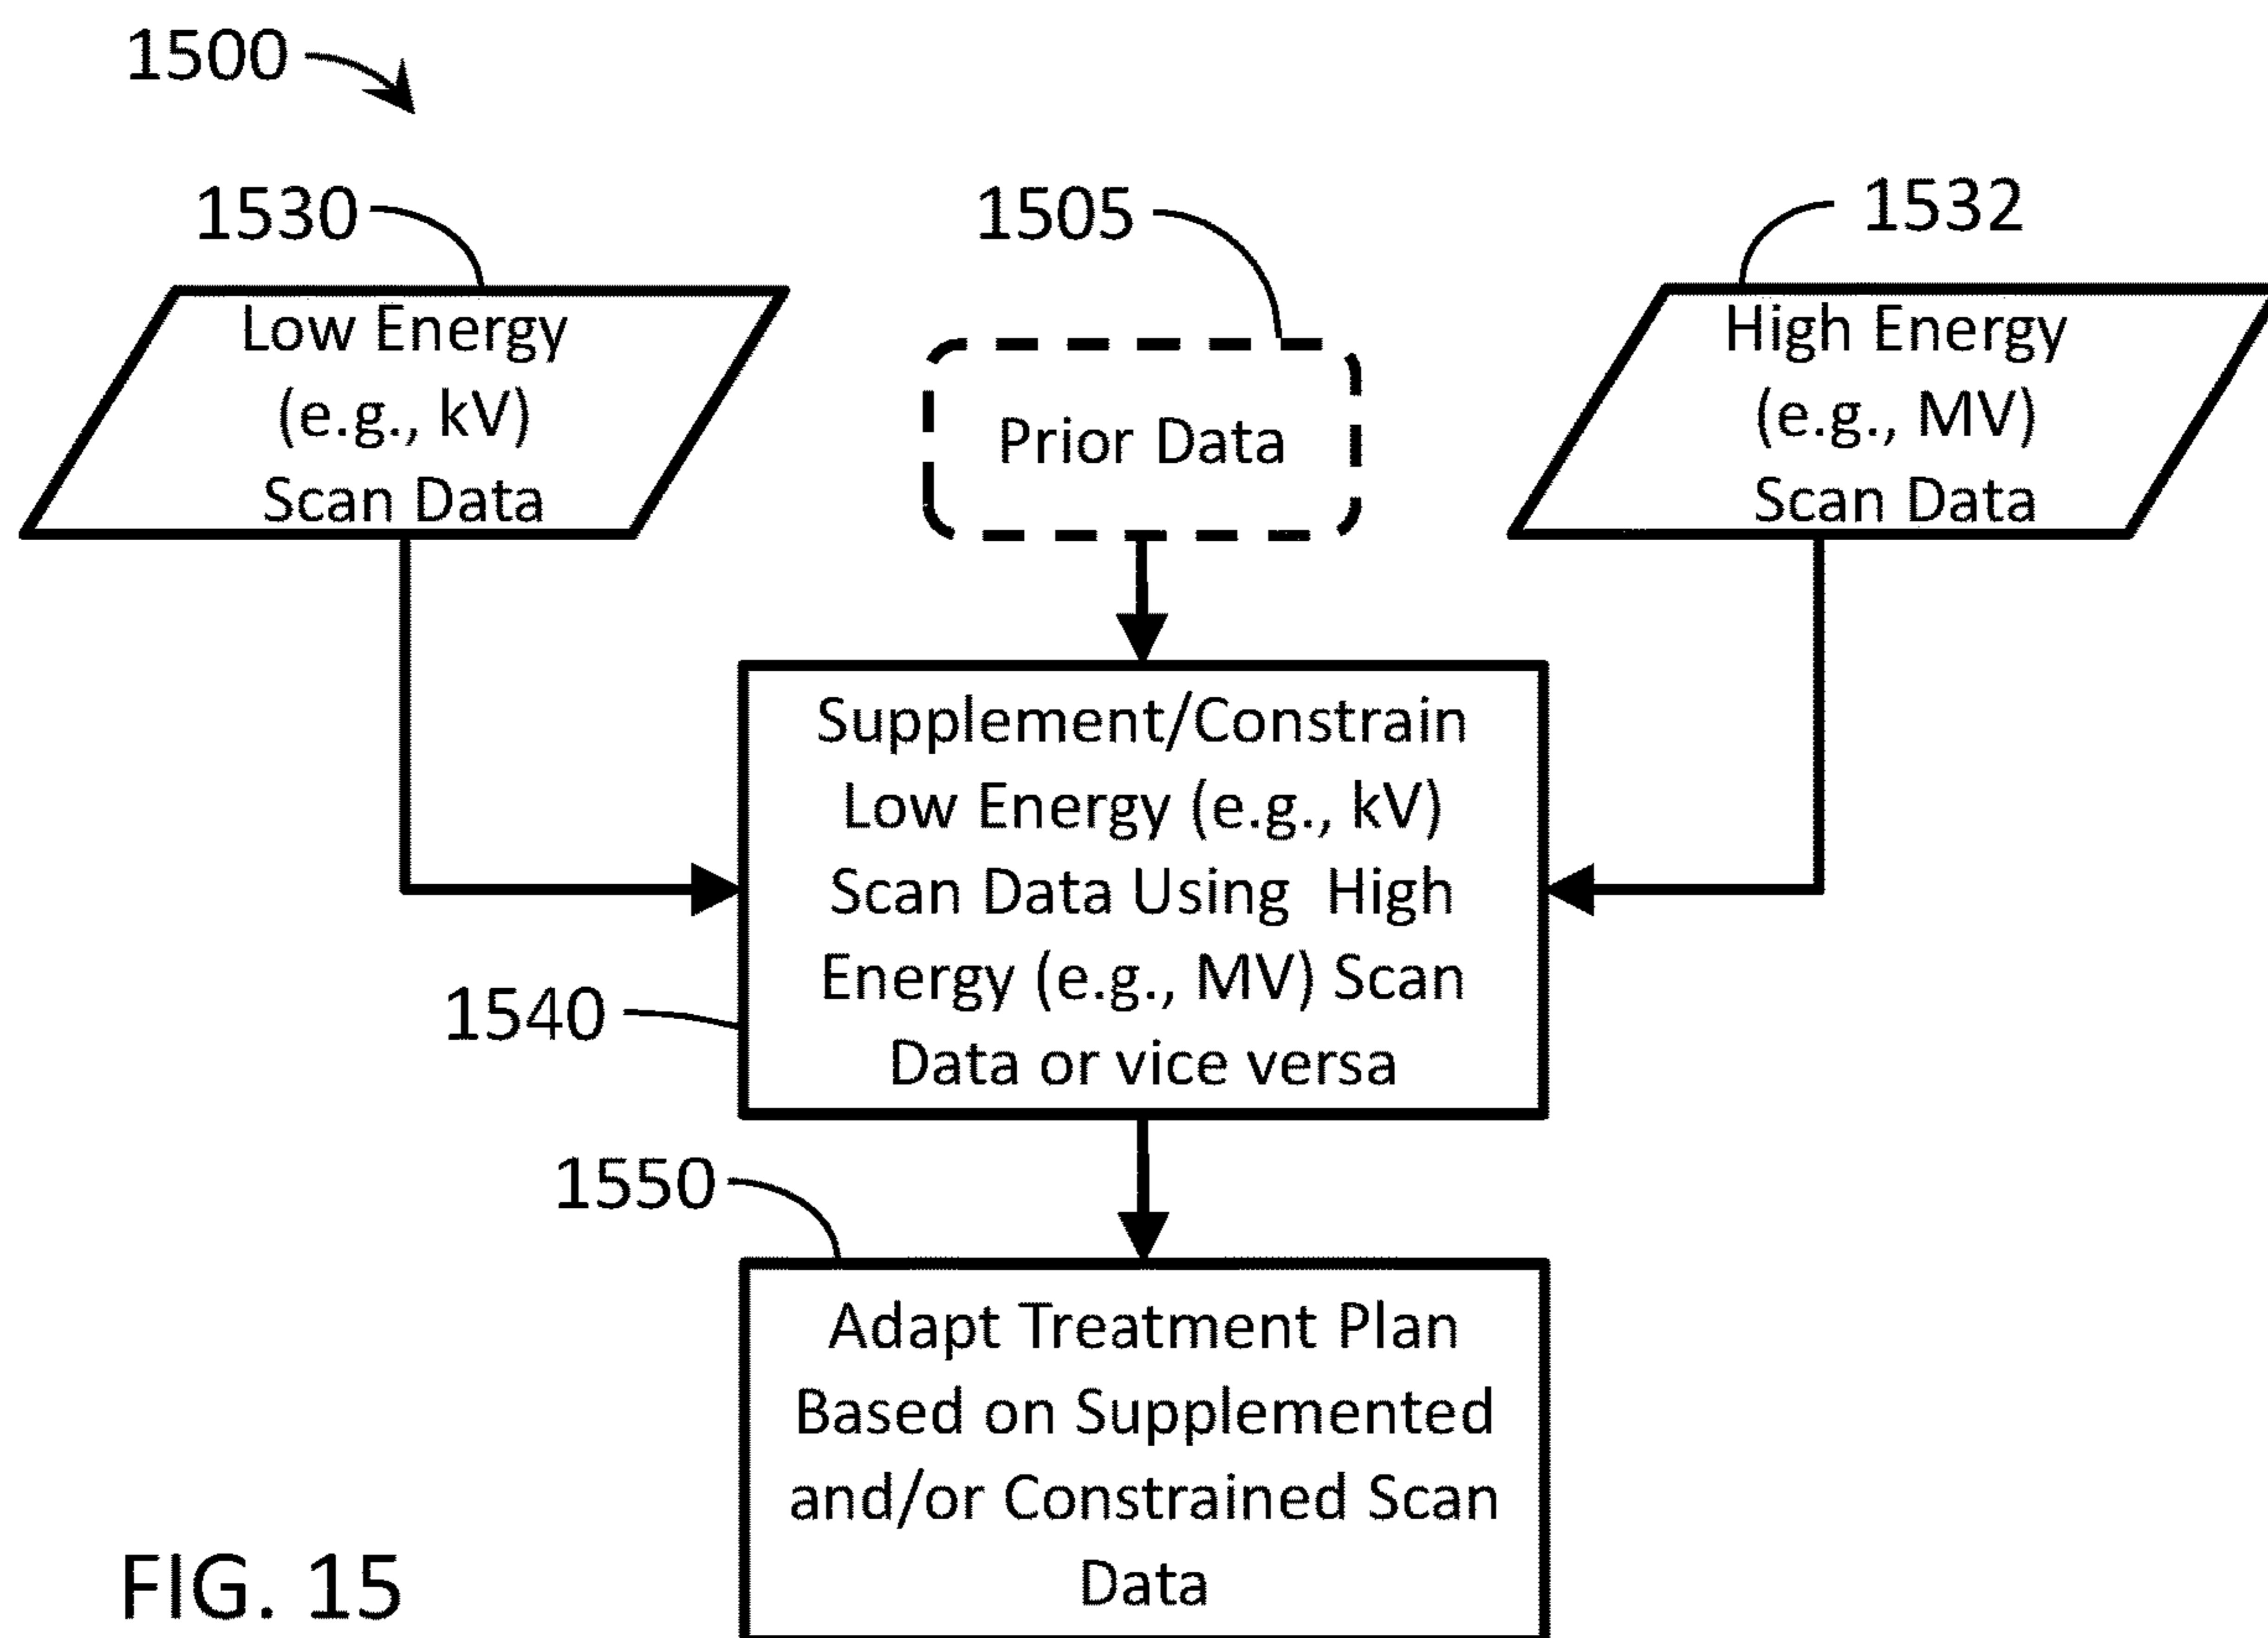 1500
1530
1505
1532
Low Energy
(e.g., kV)
Scan Data
Prior Data
High Energy
(e.g., MV)
Scan Data
Supplement/Constrain
Low Energy (e.g., kV)
Scan Data Using High
Energy (e.g., MV) Scan
Data or vice versa
1540
1550
Adapt Treatment Plan
Based on Supplemented
and/or Constrained Scan
Data
FIG. 15